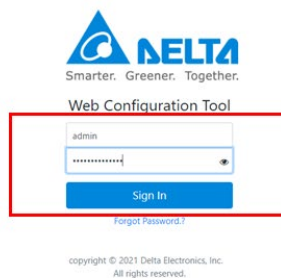 DELTA
Smarter. Greener. Together.
Web Configuration Tool
admin
••••••••••••••
Sign In
Forgot Password.?
copyright © 2021 Delta Electronics, Inc.
All rights reserved.